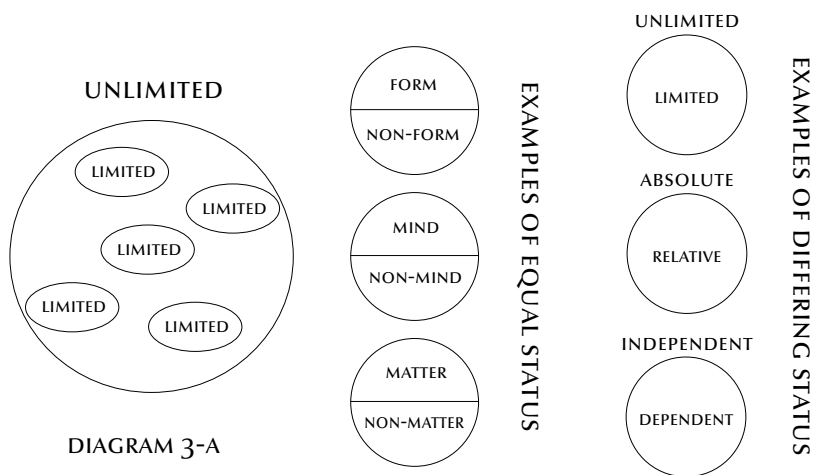 UNLIMITED
LIMITED
LIMITED
LIMITED
LIMITED
LIMITED
DIAGRAM 3-A
FORM
NON-FORM
MIND
NON-MIND
MATTER
NON-MATTER
EXAMPLES OF EQUAL STATUS
UNLIMITED
LIMITED
ABSOLUTE
RELATIVE
INDEPENDENT
DEPENDENT
EXAMPLES OF DIFFERING STATUS